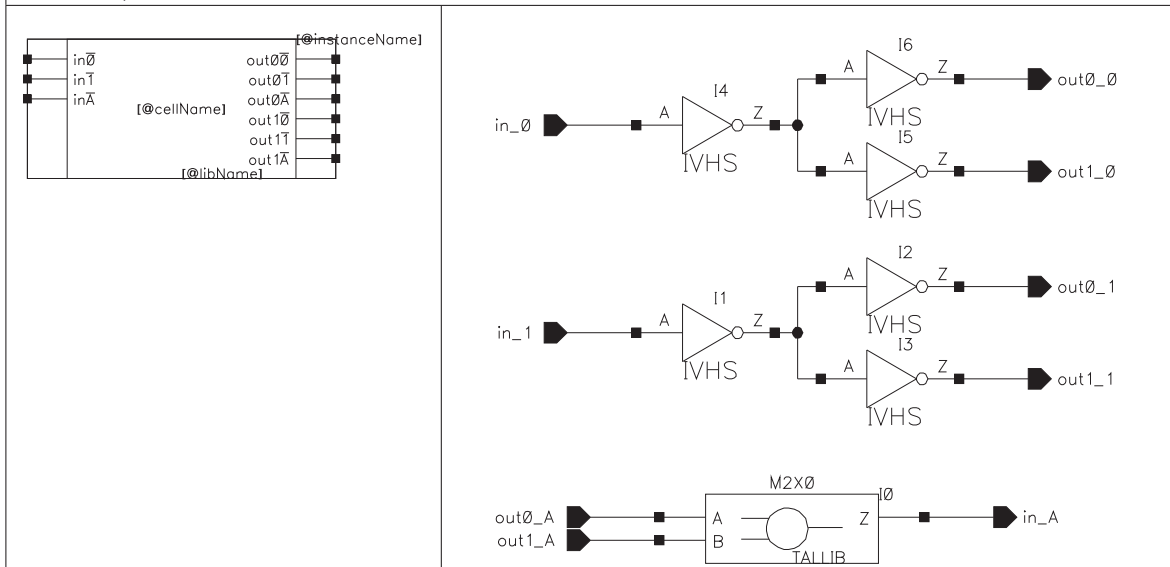 [@instanceName]
in0
in1
inA
[@cellName]
out00
out01
out0A
out10
out11
out1A
[@libName]
in_0
A
I4
Z
IVHS
A
I6
Z
IVHS
out0_0
A
I5
Z
IVHS
out1_0
in_1
A
I1
Z
IVHS
A
I2
Z
IVHS
out0_1
A
I3
Z
IVHS
out1_1
M2X0
I0
out0_A
out1_A
A
B
Z
TALLIB
in_A